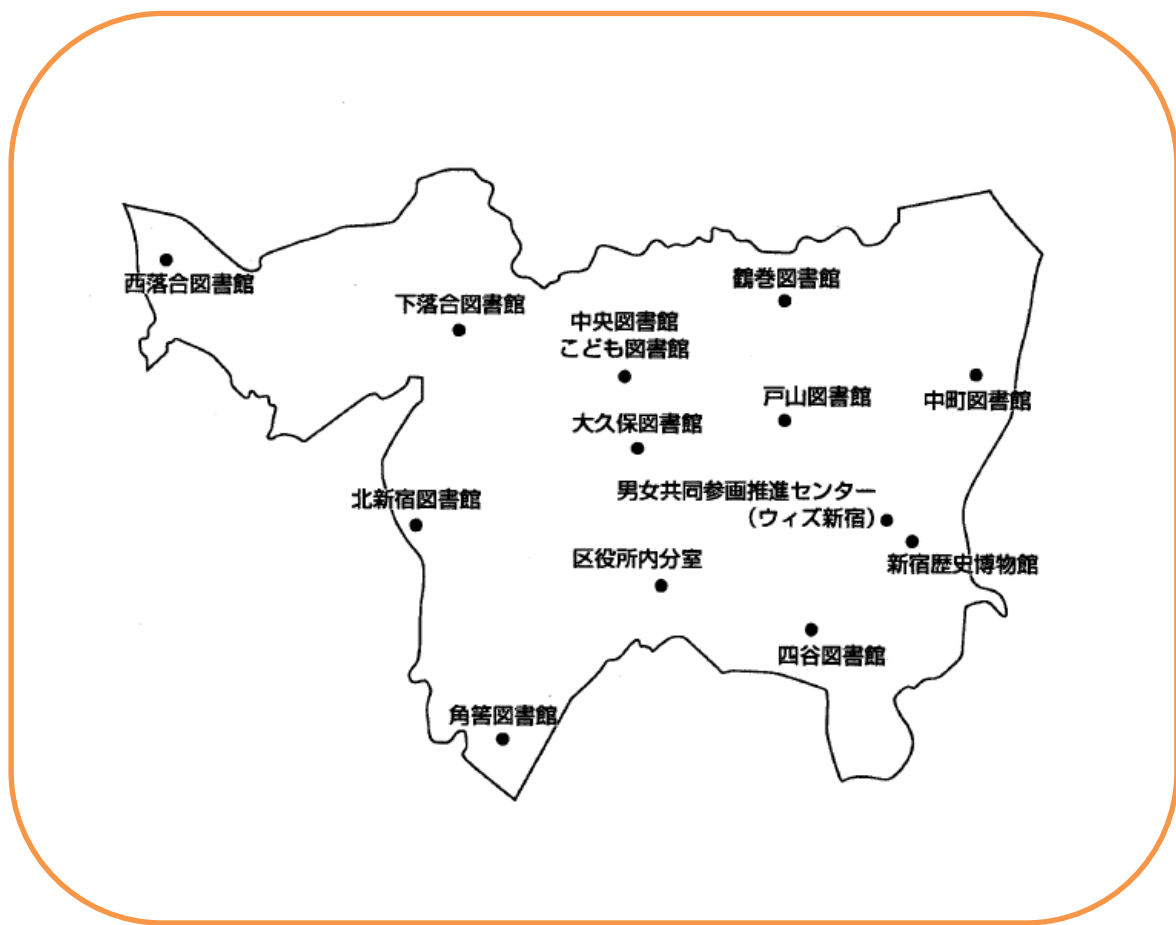 西落合図書館
下落合図書館
鶴巻図書館
中央図書館
こども図書館
戸山図書館
中町図書館
大久保図書館
北新宿図書館
男女共同参画推進センター
（ウィズ新宿）
新宿歴史博物館
区役所内分室
四谷図書館
角筈図書館